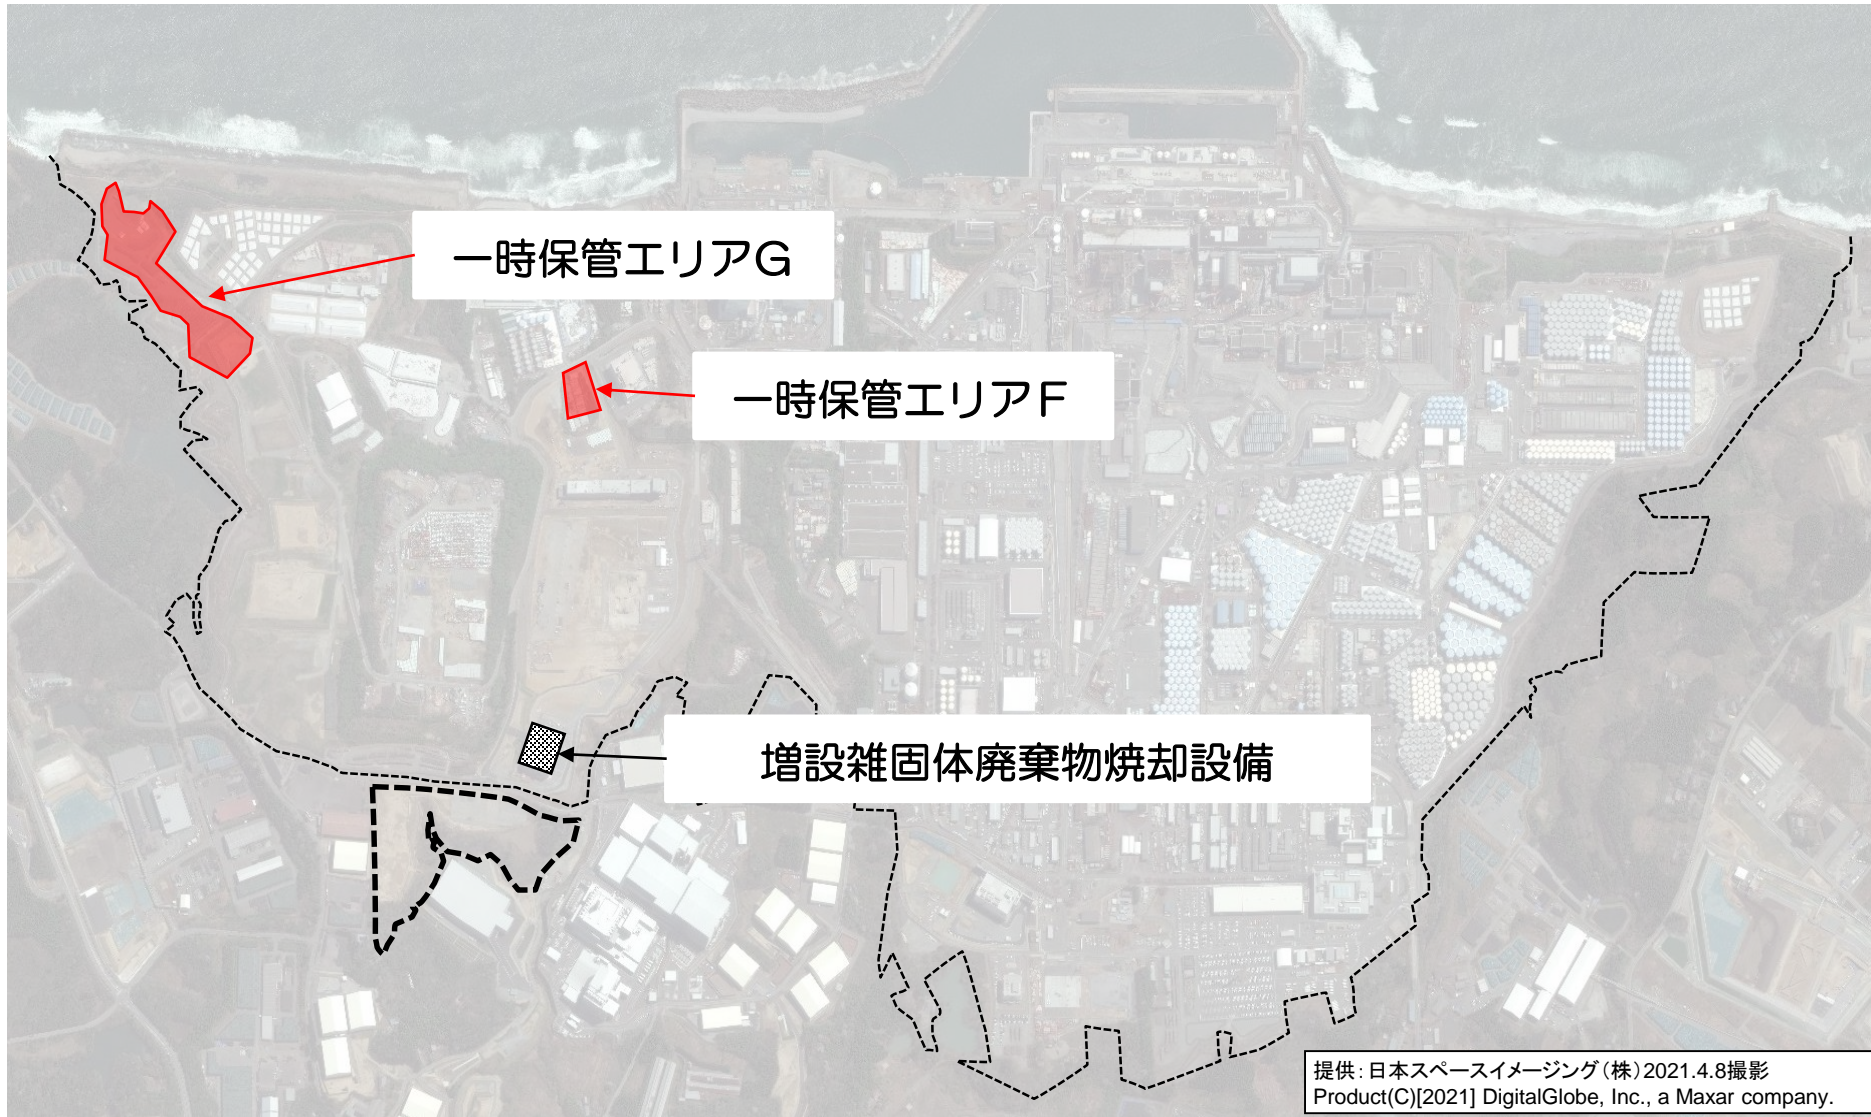 一時保管エリアG
一時保管エリアF
増設雑固体廃棄物焼却設備
提供：日本スペースイメージング（株）2021.4.8撮影
Product(C)[2021] DigitalGlobe, Inc., a Maxar company.